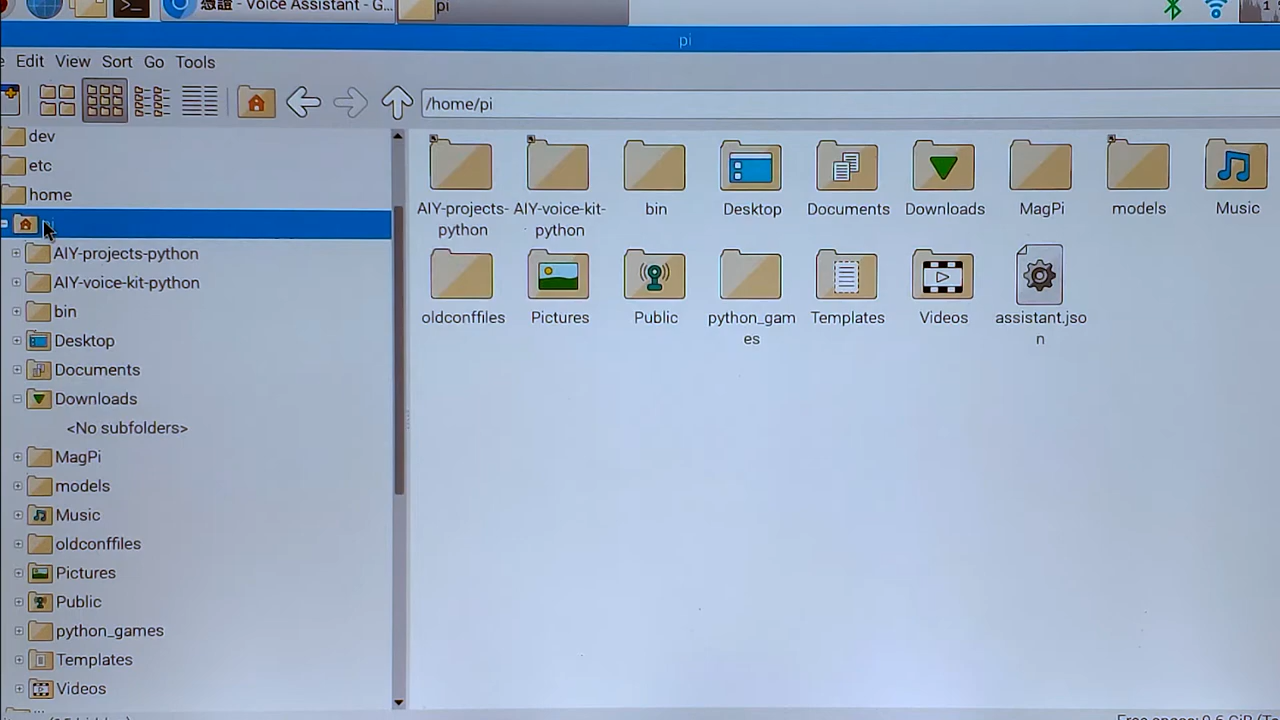 憑證 - Voice Assistant - G...
pi
pi
Edit View Sort Go Tools
/home/pi
dev
etc
home
AIY-projects-python
AIY-voice-kit-python
bin
Desktop
Documents
Downloads
<No subfolders>
MagPi
models
Music
oldconffiles
Pictures
Public
python_games
Templates
Videos
AIY-projects-
python
AIY-voice-kit-
python
bin
Desktop
Documents
Downloads
MagPi
models
Music
oldconffiles
Pictures
Public
python_gam
es
Templates
Videos
assistant.jso
n